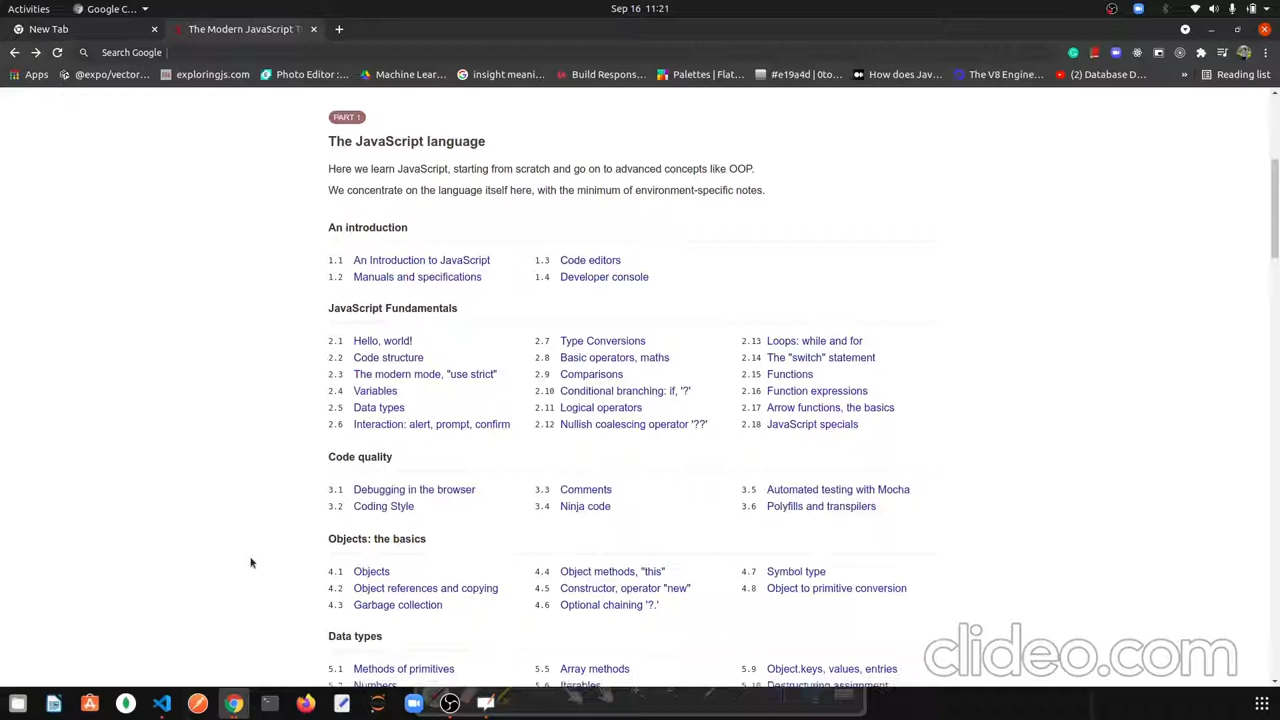 Activities
Google C...
Sep 16 11:21
New Tab
The Modern JavaScript T
Search Google
Apps
@expo/vector...
exploringjs.com
Photo Editor :...
Machine Lear...
insight meani...
Build Respons...
Palettes | Flat...
#e19a4d | 0to...
How does Jav...
The V8 Engine...
(2) Database D...
»
Reading list
PART 1
The JavaScript language
Here we learn JavaScript, starting from scratch and go on to advanced concepts like OOP.
We concentrate on the language itself here, with the minimum of environment-specific notes.
An introduction
1.1 An Introduction to JavaScript
1.2 Manuals and specifications
1.3 Code editors
1.4 Developer console
JavaScript Fundamentals
2.1 Hello, world!
2.2 Code structure
2.3 The modern mode, "use strict"
2.4 Variables
2.5 Data types
2.6 Interaction: alert, prompt, confirm
2.7 Type Conversions
2.8 Basic operators, maths
2.9 Comparisons
2.10 Conditional branching: if, '?'
2.11 Logical operators
2.12 Nullish coalescing operator '??'
2.13 Loops: while and for
2.14 The "switch" statement
2.15 Functions
2.16 Function expressions
2.17 Arrow functions, the basics
2.18 JavaScript specials
Code quality
3.1 Debugging in the browser
3.2 Coding Style
3.3 Comments
3.4 Ninja code
3.5 Automated testing with Mocha
3.6 Polyfills and transpilers
Objects: the basics
4.1 Objects
4.2 Object references and copying
4.3 Garbage collection
4.4 Object methods, "this"
4.5 Constructor, operator "new"
4.6 Optional chaining '?.'
4.7 Symbol type
4.8 Object to primitive conversion
Data types
5.1 Methods of primitives
5.2 Numbers
5.5 Array methods
5.6 Iterables
5.9 Object.keys, values, entries
5.10 Destructuring assignment
clideo.com